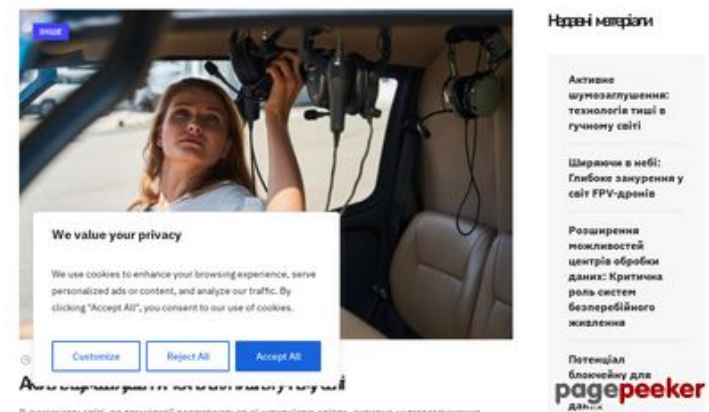 ІНШЕ
Недавні матеріали
Активне
шумозаглушення:
технологія тиші в
гучному світі
Ширяючи в небі:
Глибоке занурення у
світ FPV-дронів
Розширення
можливостей
центрів обробки
даних: Критична
роль систем
безперебійного
живлення
Потенціал
блокчейну для
pagepeeker
We value your privacy
We use cookies to enhance your browsing experience, serve
personalized ads or content, and analyze our traffic. By
clicking "Accept All", you consent to our use of cookies.
Customize
Reject All
Accept All